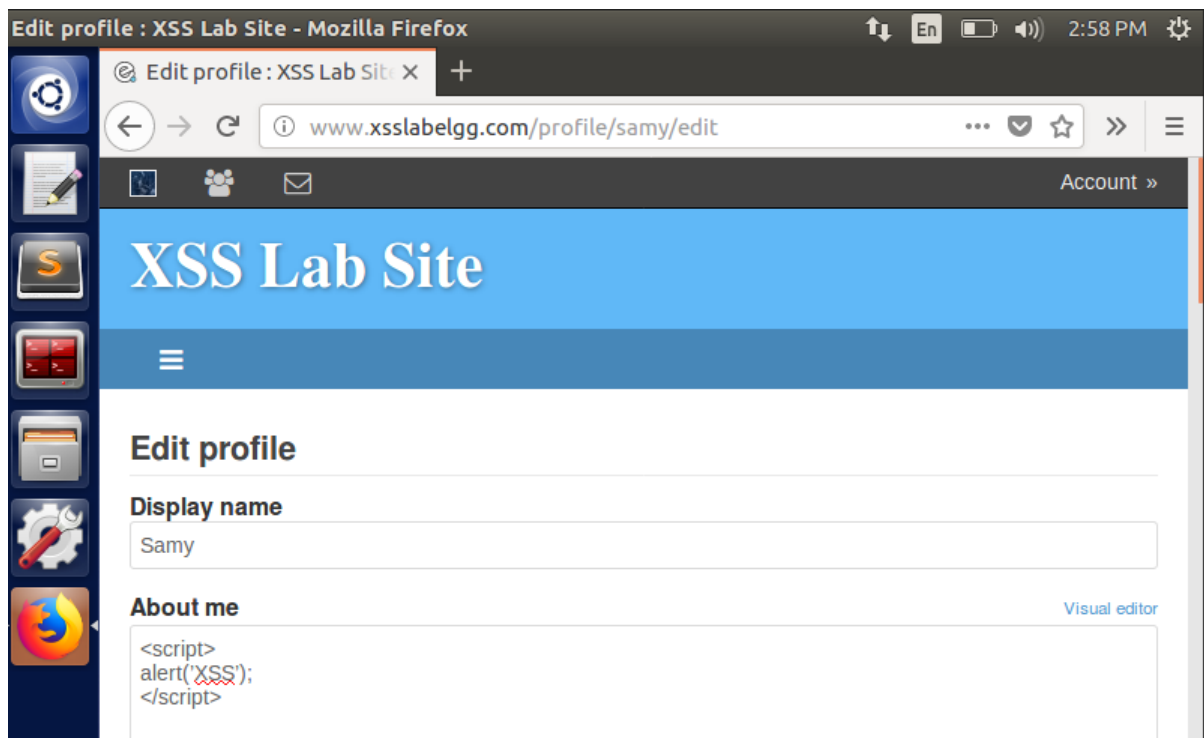 Edit profile : XSS Lab Site - Mozilla Firefox
En
2:58 PM
Edit profile : XSS Lab Site
www.xsslabelgg.com/profile/samy/edit
Account »
XSS Lab Site
Edit profile
Display name
Samy
About me
Visual editor
<script>
alert('XSS');
</script>